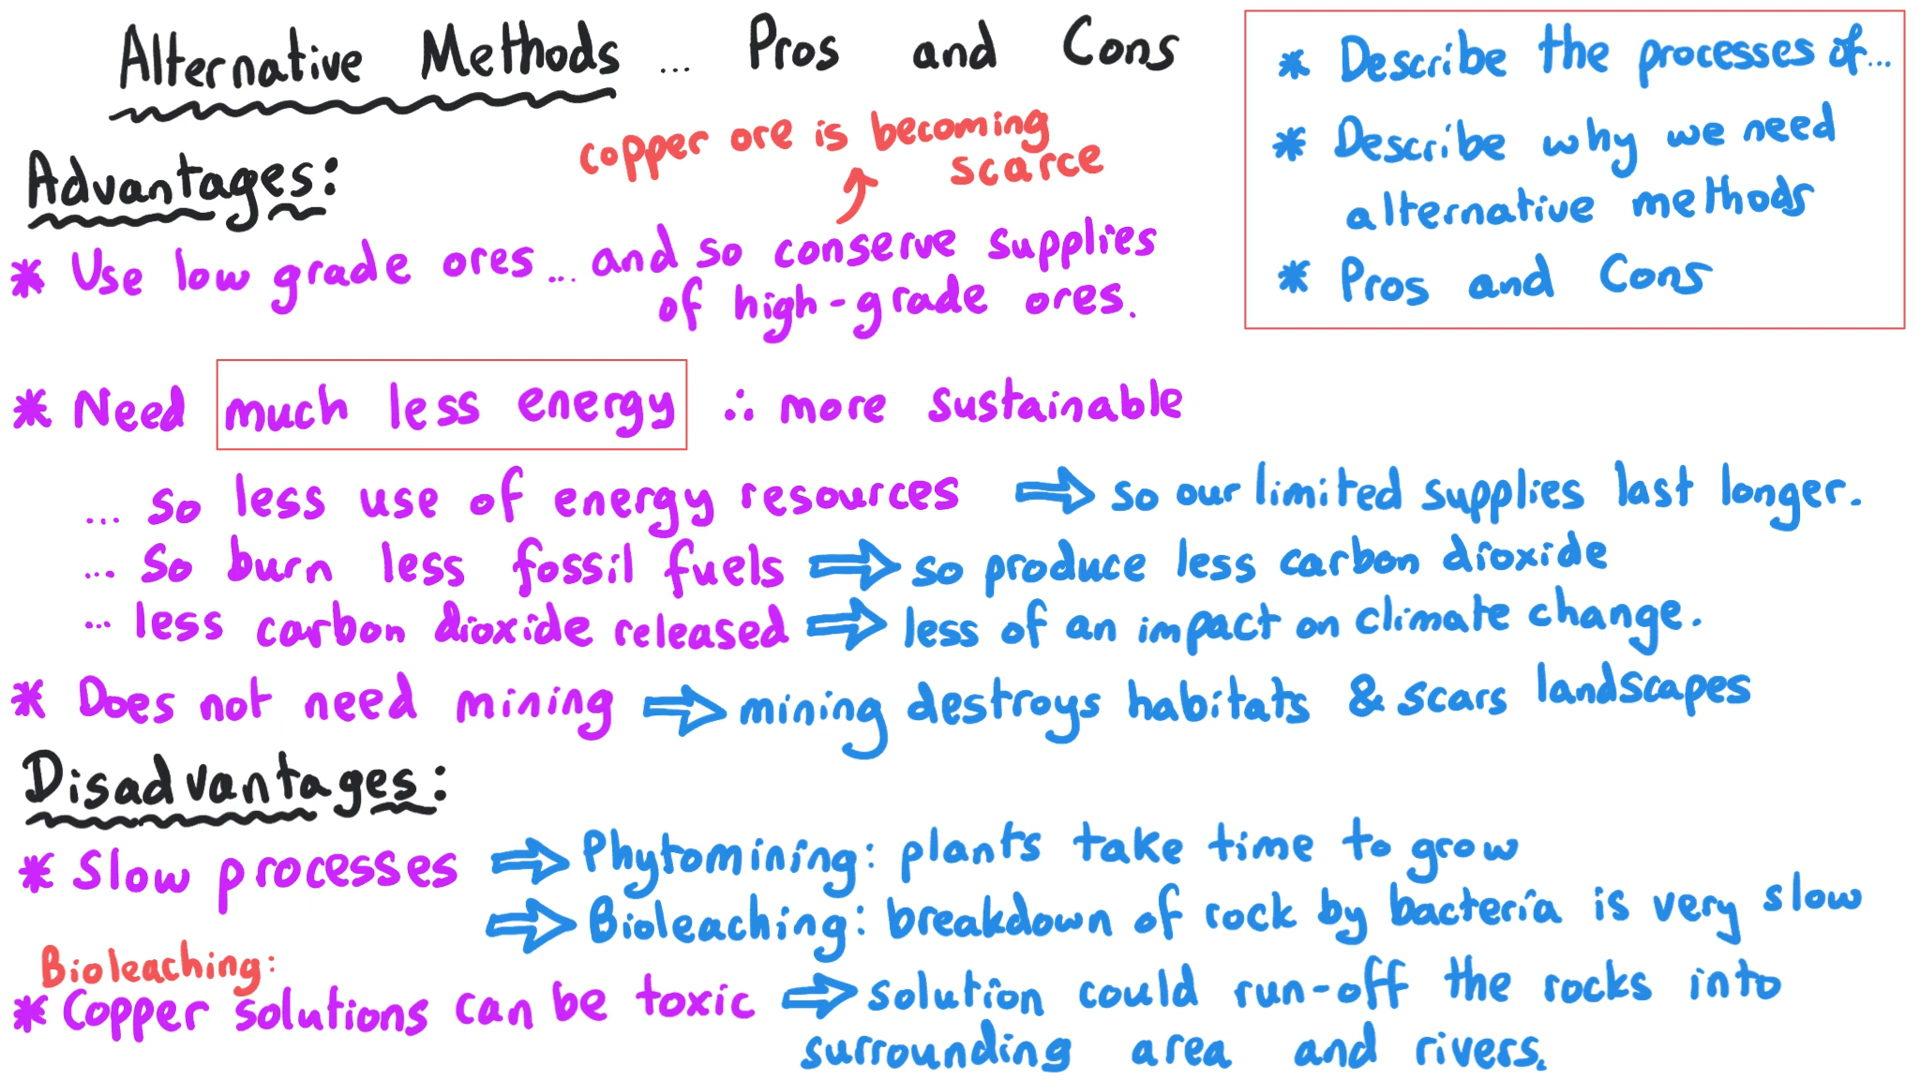 Alternative Methods ... Pros and Cons
* Describe the processes of...
* Describe why we need
alternative methods
* Pros and Cons
Advantages:
copper ore is becoming
scarce
* Use low grade ores ... and so conserve supplies
of high-grade ores.
* Need much less energy ∴ more sustainable
... so less use of energy resources ⇒ so our limited supplies last longer.
... so burn less fossil fuels ⇒ so produce less carbon dioxide
... less carbon dioxide released ⇒ less of an impact on climate change.
* Does not need mining ⇒ mining destroys habitats & scars landscapes
Disadvantages:
* Slow processes ⇒ Phytomining: plants take time to grow
⇒ Bioleaching: breakdown of rock by bacteria is very slow
Bioleaching:
* Copper solutions can be toxic ⇒ solution could run-off the rocks into
surrounding area and rivers.